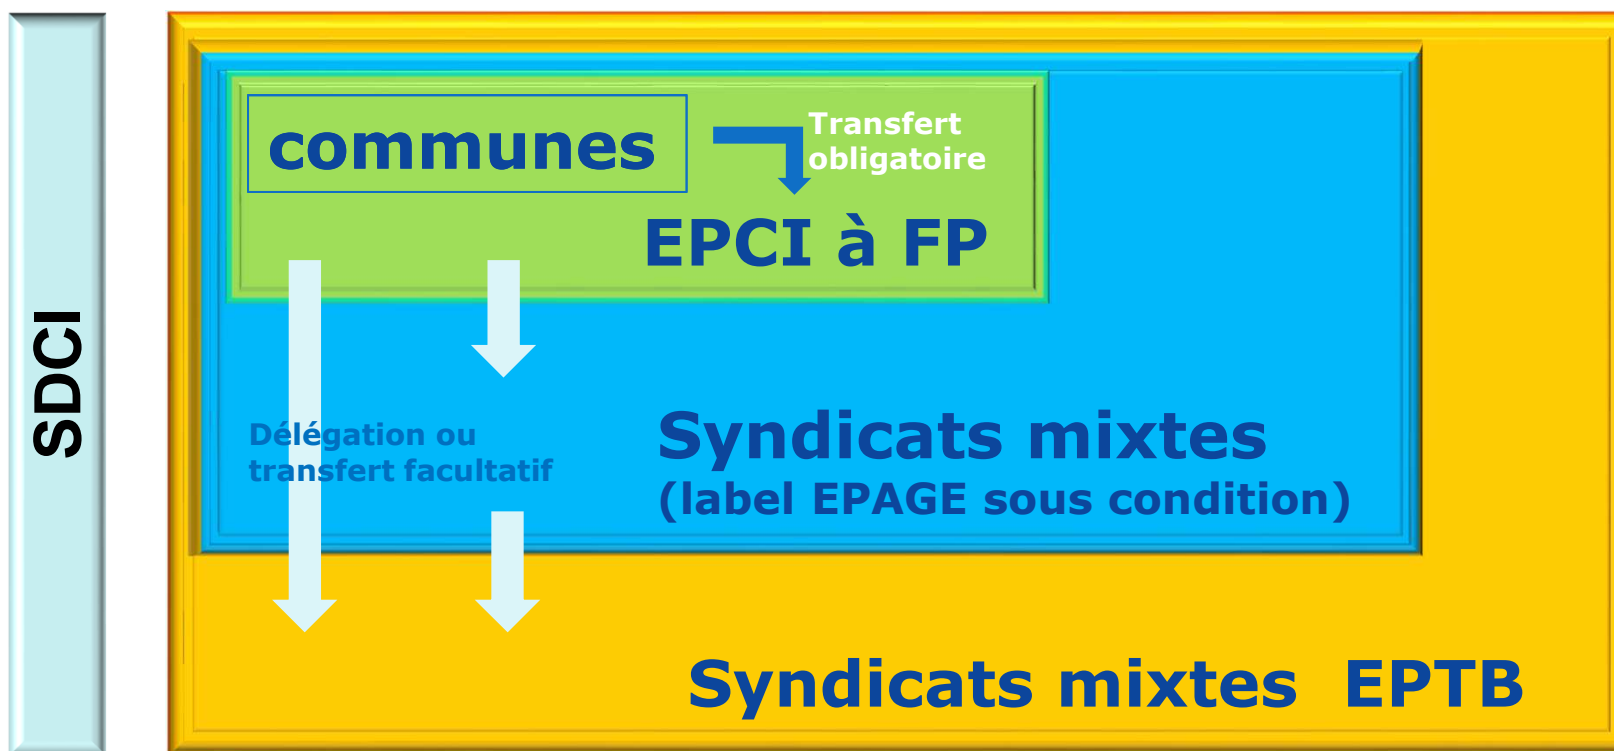 SDCI
communes
Transfert
obligatoire
EPCI à FP
Délégation ou
transfert facultatif
Syndicats mixtes
(label EPAGE sous condition)
Syndicats mixtes EPTB